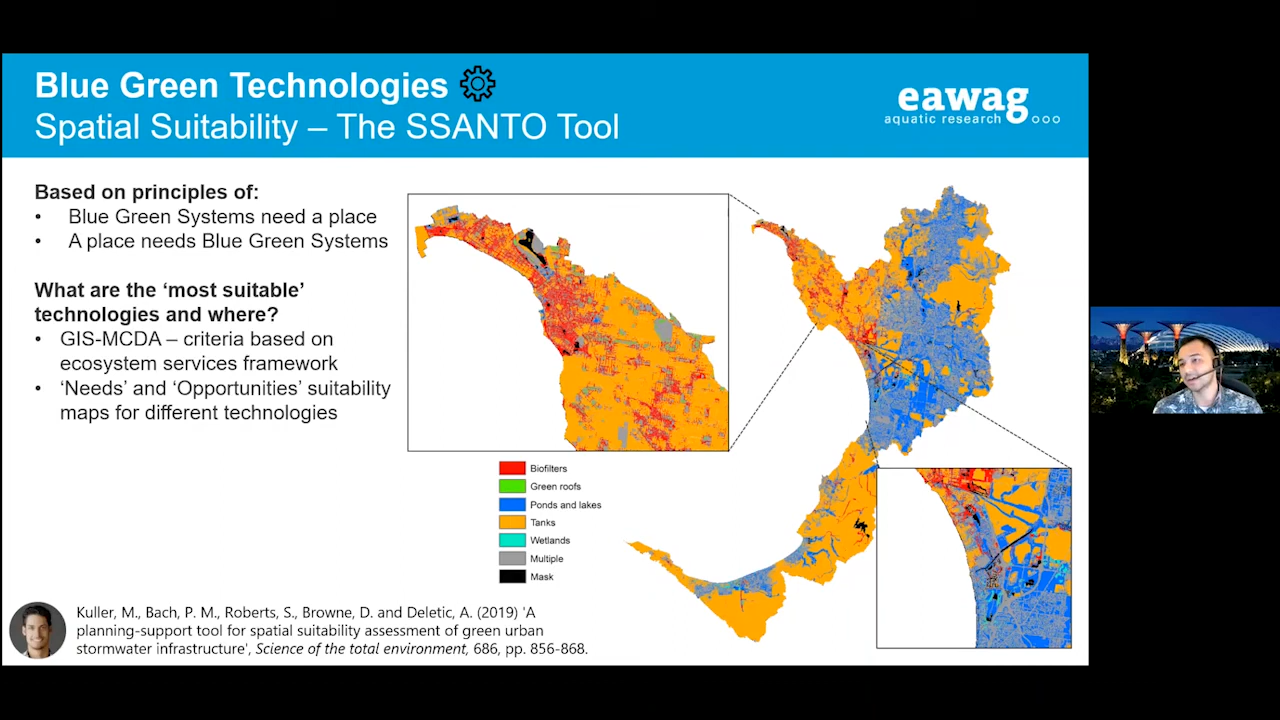 Blue Green Technologies
Spatial Suitability – The SSANTO Tool
eawag
aquatic research
Based on principles of:
• Blue Green Systems need a place
• A place needs Blue Green Systems
What are the ‘most suitable’
technologies and where?
• GIS-MCDA – criteria based on
ecosystem services framework
• ‘Needs’ and ‘Opportunities’ suitability
maps for different technologies
Biofilters
Green roofs
Ponds and lakes
Tanks
Wetlands
Multiple
Mask
Kuller, M., Bach, P. M., Roberts, S., Browne, D. and Deletic, A. (2019) 'A
planning-support tool for spatial suitability assessment of green urban
stormwater infrastructure', Science of the total environment, 686, pp. 856-868.